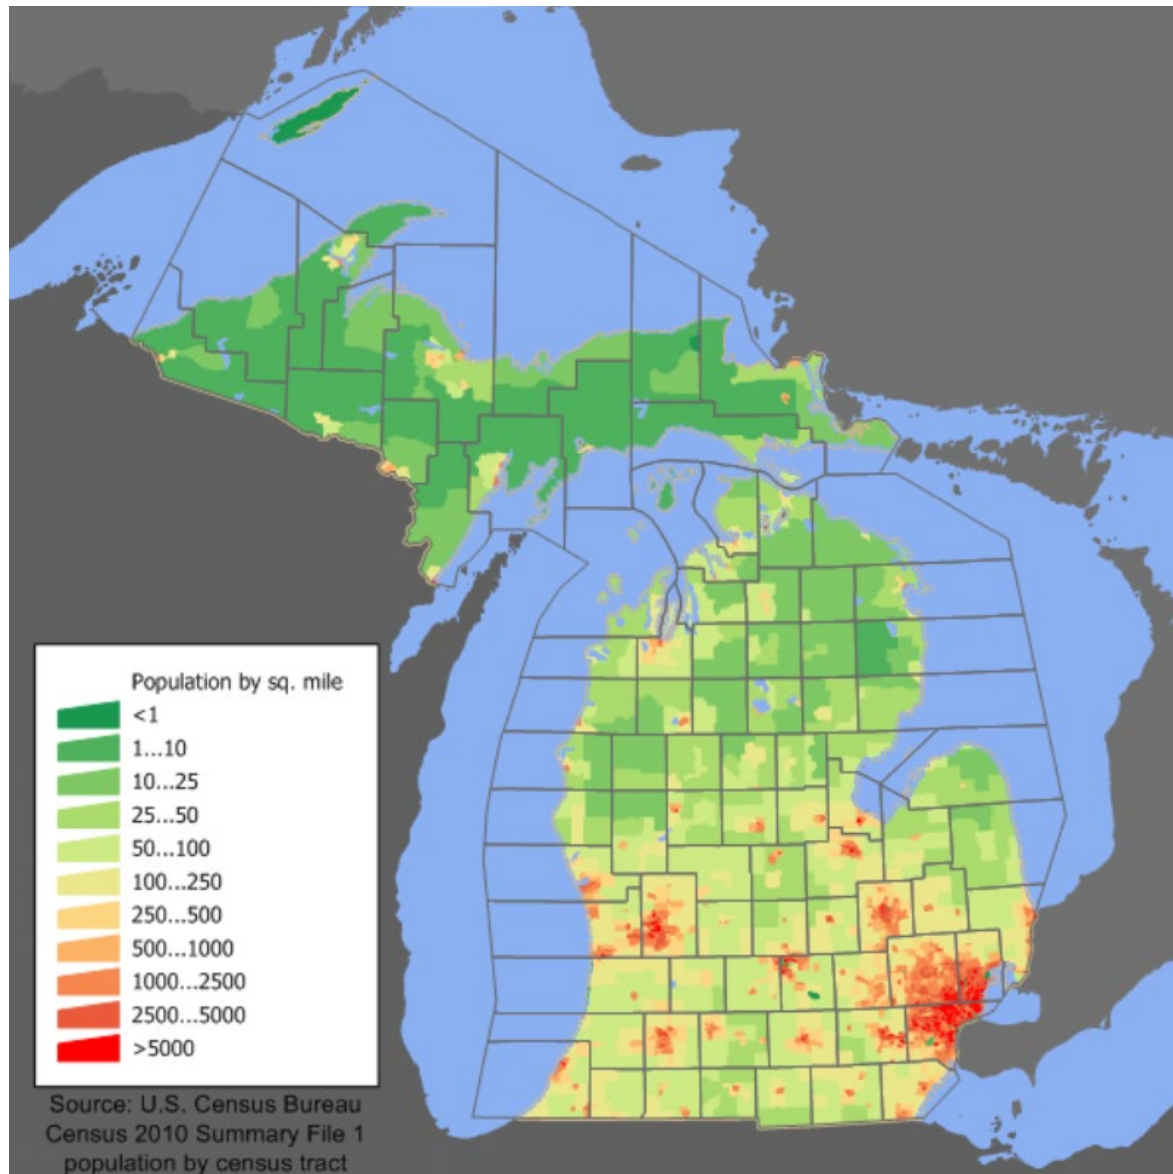 Population by sq. mile
<1
1...10
10...25
25...50
50...100
100...250
250...500
500...1000
1000...2500
2500...5000
>5000
Source: U.S. Census Bureau
Census 2010 Summary File 1
population by census tract